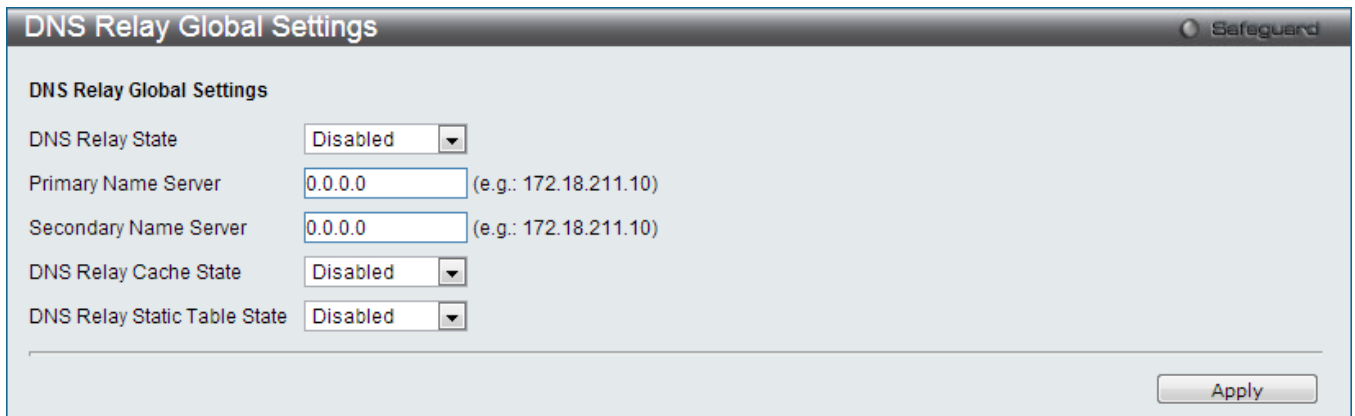 DNS Relay Global Settings
Safeguard
DNS Relay Global Settings
DNS Relay State Disabled
Primary Name Server 0.0.0.0 (e.g.: 172.18.211.10)
Secondary Name Server 0.0.0.0 (e.g.: 172.18.211.10)
DNS Relay Cache State Disabled
DNS Relay Static Table State Disabled
Apply